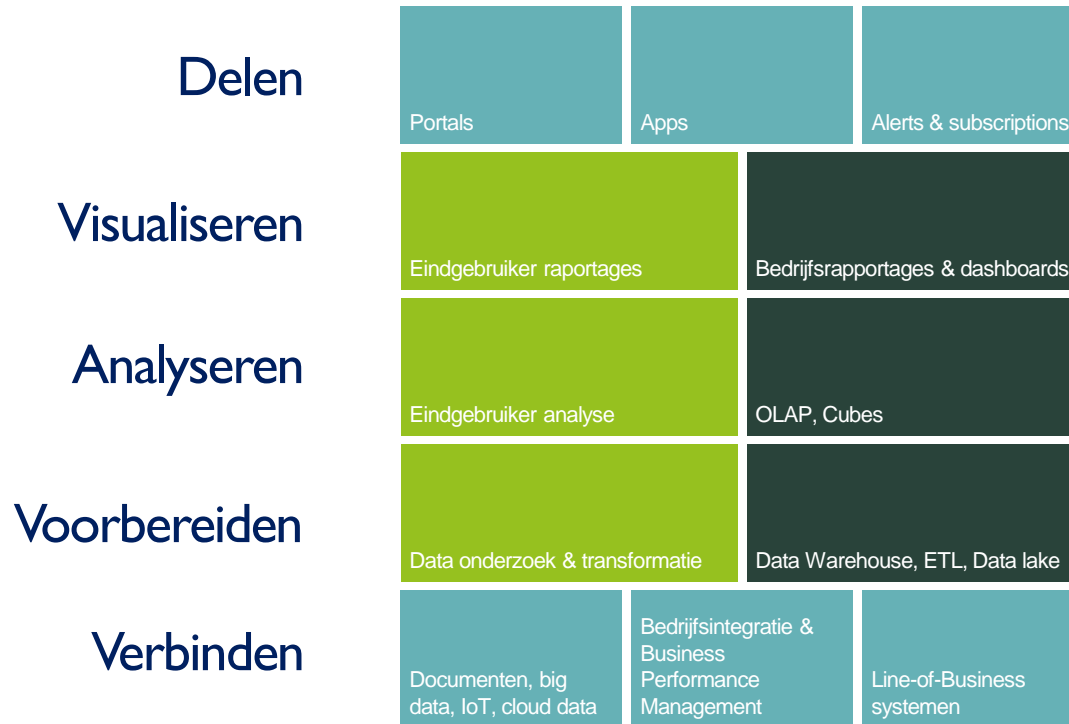 Delen
Portals
Apps
Alerts & subscriptions
Visualiseren
Eindgebruiker raportages
Bedrijfsrapportages & dashboards
Analyseren
Eindgebruiker analyse
OLAP, Cubes
Voorbereiden
Data onderzoek & transformatie
Data Warehouse, ETL, Data lake
Verbinden
Documenten, big
data, IoT, cloud data
Bedrijfsintegratie &
Business
Performance
Management
Line-of-Business
systemen